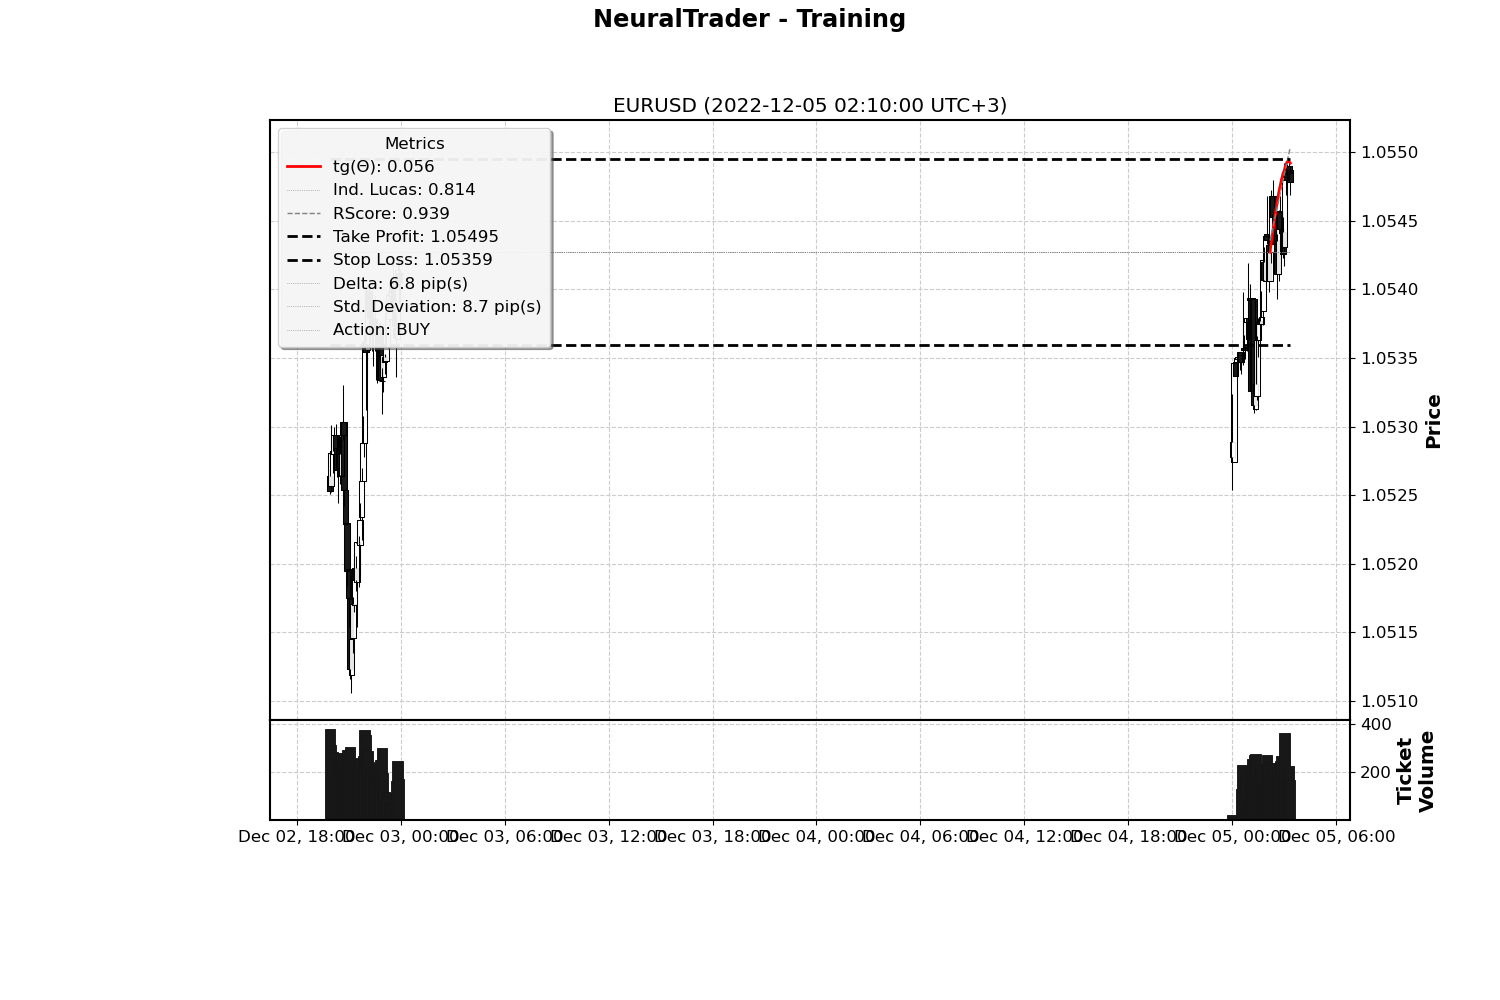 NeuralTrader - Training
EURUSD (2022-12-05 02:10:00 UTC+3)
Metrics
tg(Θ): 0.056
Ind. Lucas: 0.814
RScore: 0.939
Take Profit: 1.05495
Stop Loss: 1.05359
Delta: 6.8 pip(s)
Std. Deviation: 8.7 pip(s)
Action: BUY
1.0550
1.0545
1.0540
1.0535
1.0530
1.0525
1.0520
1.0515
1.0510
Price
400
200
Ticket
Volume
Dec 02, 18:00
Dec 03, 00:00
Dec 03, 06:00
Dec 03, 12:00
Dec 03, 18:00
Dec 04, 00:00
Dec 04, 06:00
Dec 04, 12:00
Dec 04, 18:00
Dec 05, 00:00
Dec 05, 06:00